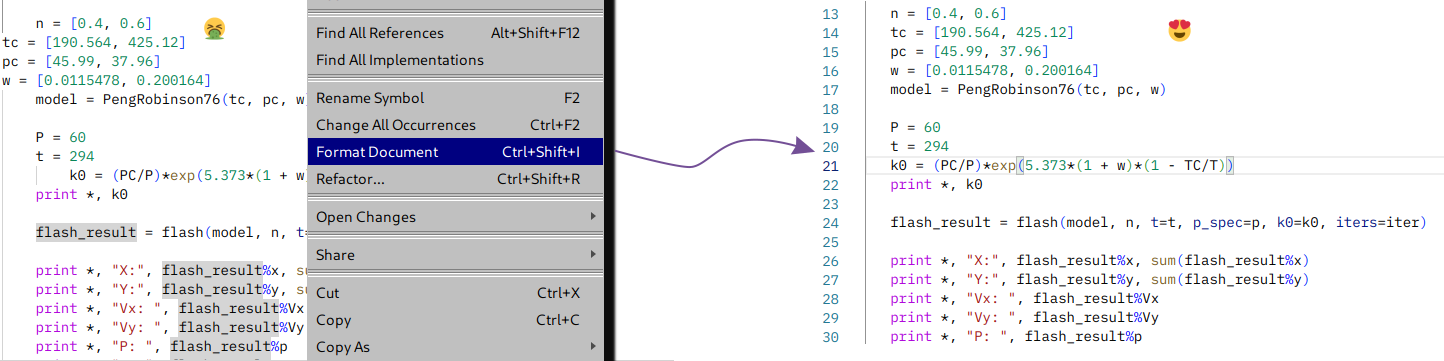 n = [0.4, 0.6]
tc = [190.564, 425.12]
pc = [45.99, 37.96]
w = [0.0115478, 0.200164]
model = PengRobinson76(tc, pc, w
P = 60
t = 294
k0 = (PC/P)*exp(5.373*(1 + w
print *, k0
flash_result = flash(model, n, t=
print *, "X:", flash_result%x, su
print *, "Y:", flash_result%y, su
print *, "Vx: ", flash_result%Vx
print *, "Vy: ", flash_result%Vy
print *, "P: ", flash_result%p
Find All References Alt+Shift+F12
Find All Implementations
Rename Symbol F2
Change All Occurrences Ctrl+F2
Format Document Ctrl+Shift+I
Refactor... Ctrl+Shift+R
Open Changes
Share
Cut Ctrl+X
Copy Ctrl+C
Copy As
13 n = [0.4, 0.6]
14 tc = [190.564, 425.12]
15 pc = [45.99, 37.96]
16 w = [0.0115478, 0.200164]
17 model = PengRobinson76(tc, pc, w)
18
19 P = 60
20 t = 294
21 k0 = (PC/P)*exp(5.373*(1 + w)*(1 - TC/T))
22 print *, k0
23
24 flash_result = flash(model, n, t=t, p_spec=p, k0=k0, iters=iter)
25
26 print *, "X:", flash_result%x, sum(flash_result%x)
27 print *, "Y:", flash_result%y, sum(flash_result%y)
28 print *, "Vx: ", flash_result%Vx
29 print *, "Vy: ", flash_result%Vy
30 print *, "P: ", flash_result%p